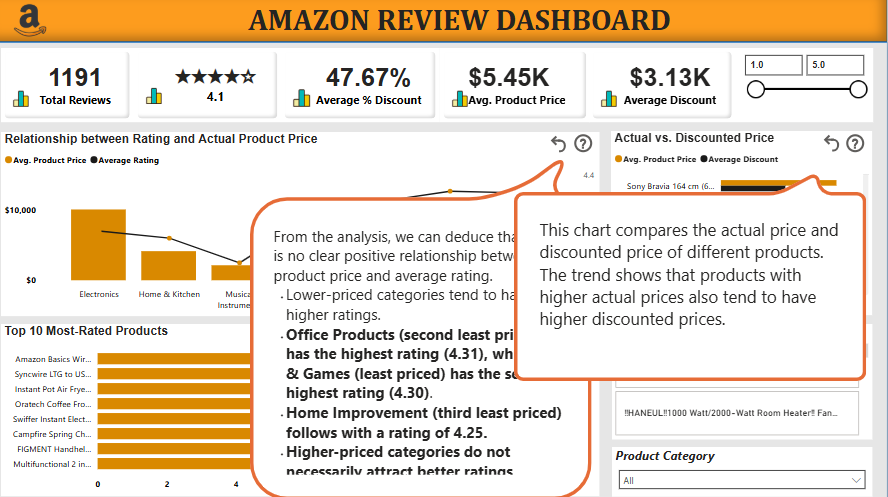 a
AMAZON REVIEW DASHBOARD
1191
Total Reviews
4.1
47.67%
Average % Discount
$5.45K
Avg. Product Price
$3.13K
Average Discount
1.0
5.0
Relationship between Rating and Actual Product Price
Avg. Product Price
Average Rating
4.4
$10,000
$0
Electronics
Home & Kitchen
Musica
Instrume
Actual vs. Discounted Price
Avg. Product Price
Average Discount
Sony Bravia 164 cm (6...
From the analysis, we can deduce tha
is no clear positive relationship betw
product price and average rating.
Lower-priced categories tend to ha
higher ratings.
Office Products (second least pri
has the highest rating (4.31), wh
& Games (least priced) has the se
highest rating (4.30).
Home Improvement (third least priced)
follows with a rating of 4.25.
Higher-priced categories do not
necessarily attract better ratings
This chart compares the actual price and
discounted price of different products.
The trend shows that products with
higher actual prices also tend to have
higher discounted prices.
Top 10 Most-Rated Products
Amazon Basics Wir...
Syncwire LTG to US...
Instant Pot Air Frye...
Oratech Coffee Fro...
Swiffer Instant Elect...
Campfire Spring Ch...
FIGMENT Handhel...
Multifunctional 2 in...
0
2
4
!!HANEUL!!1000 Watt/2000-Watt Room Heater!! Fan...
Product Category
All